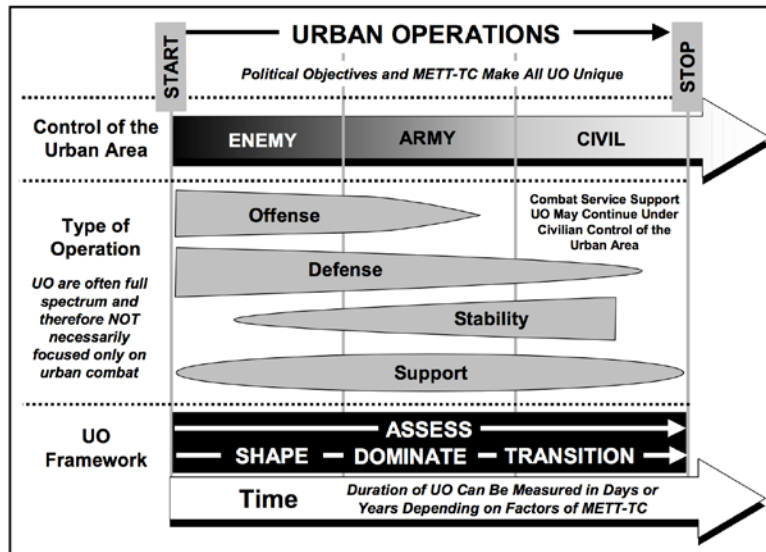 URBAN OPERATIONS
START
STOP
Political Objectives and METT-TC Make All UO Unique
Control of the
Urban Area
ENEMY
ARMY
CIVIL
Type of
Operation
UO are often full
spectrum and
therefore NOT
necessarily
focused only on
urban combat
Offense
Combat Service Support
UO May Continue Under
Civilian Control of the
Urban Area
Defense
Stability
Support
UO
Framework
ASSESS
SHAPE
DOMINATE
TRANSITION
Time
Duration of UO Can Be Measured in Days or
Years Depending on Factors of METT-TC